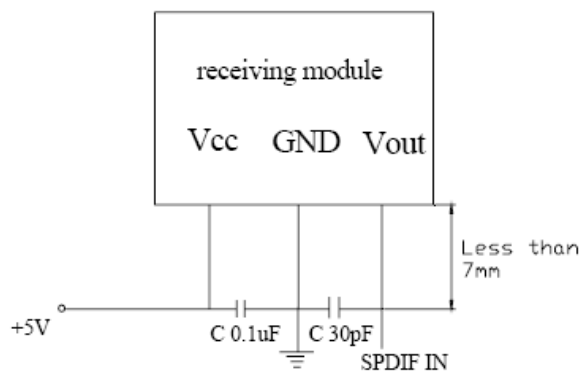 receiving module
Vcc GND Vout
Less than
7mm
+5V
C 0.1uF C 30pF
SPDIF IN